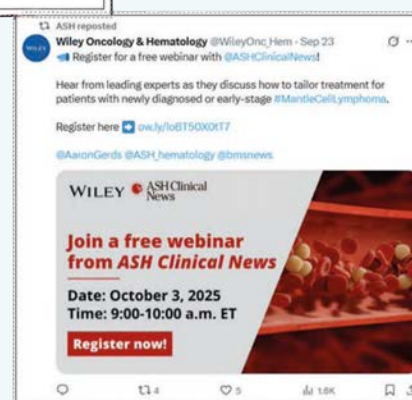 ASH reposted
WILEY
Wiley Oncology & Hematology @WileyOnc_Hem · Sep 23
Register for a free webinar with @ASHClinicalNews!
Hear from leading experts as they discuss how to tailor treatment for
patients with newly diagnosed or early-stage #MantleCellLymphoma.
Register here ow.ly/loBT50X0tT7
@AaronGerds @ASH_hematology @bmsnews
WILEY ASH Clinical
News
Join a free webinar
from ASH Clinical News
Date: October 3, 2025
Time: 9:00-10:00 a.m. ET
Register now!
4 5 1.6K